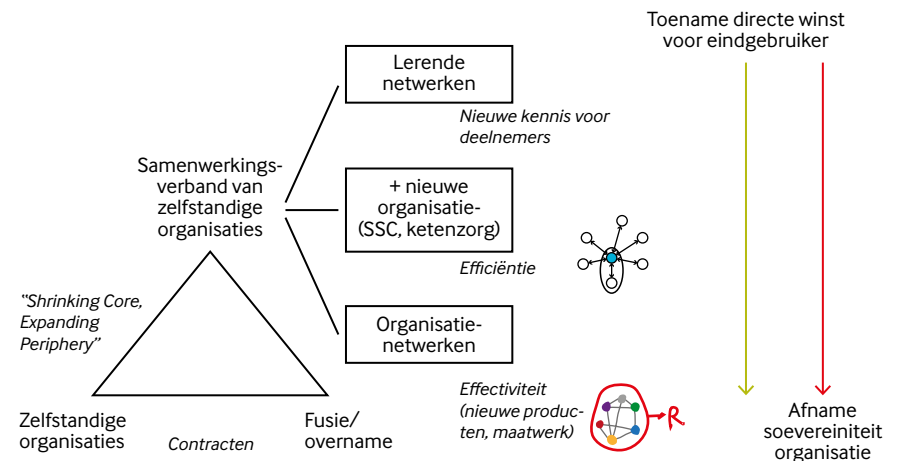 Toename directe winst
voor eindgebruiker
Lerende
netwerken
Nieuwe kennis voor
deelnemers
Samenwerkings-
verband van
zelfstandige
organisaties
+ nieuwe
organisatie-
(SSC, ketenzorg)
Efficiëntie
"Shrinking Core,
Expanding
Periphery"
Organisatie-
netwerken
Effectiviteit
(nieuwe produc-
ten, maatwerk)
R
Zelfstandige
organisaties
Contracten
Fusie/
overname
Afname
soevereiniteit
organisatie